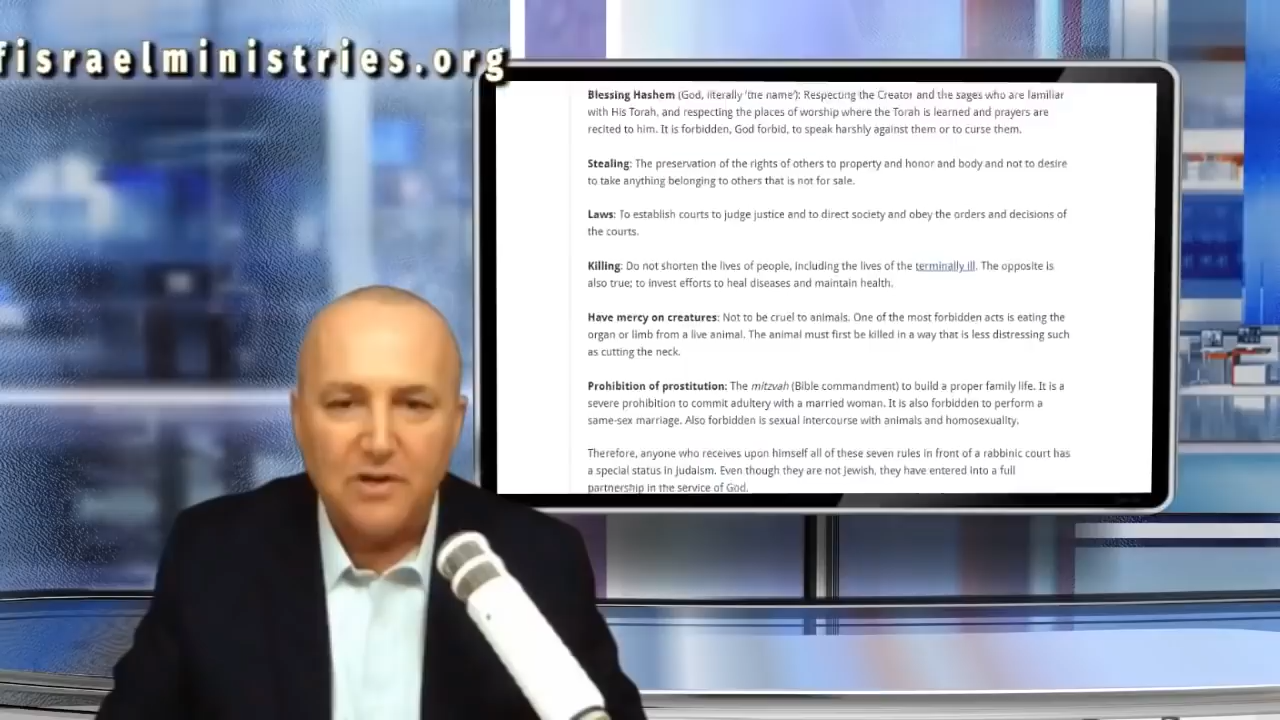 fisraelministries.org
Blessing Hashem (God, literally 'the name'): Respecting the Creator and the sages who are familiar
with His Torah, and respecting the places of worship where the Torah is learned and prayers are
recited to him. It is forbidden, God forbid, to speak harshly against them or to curse them.
Stealing: The preservation of the rights of others to property and honor and body and not to desire
to take anything belonging to others that is not for sale.
Laws: To establish courts to judge justice and to direct society and obey the orders and decisions of
the courts.
Killing: Do not shorten the lives of people, including the lives of the terminally ill. The opposite is
also true; to invest efforts to heal diseases and maintain health.
Have mercy on creatures: Not to be cruel to animals. One of the most forbidden acts is eating the
organ or limb from a live animal. The animal must first be killed in a way that is less distressing such
as cutting the neck.
Prohibition of prostitution: The mitzvah (Bible commandment) to build a proper family life. It is a
severe prohibition to commit adultery with a married woman. It is also forbidden to perform a
same-sex marriage. Also forbidden is sexual intercourse with animals and homosexuality.
Therefore, anyone who receives upon himself all of these seven rules in front of a rabbinic court has
a special status in Judaism. Even though they are not Jewish, they have entered into a full
partnership in the service of God.